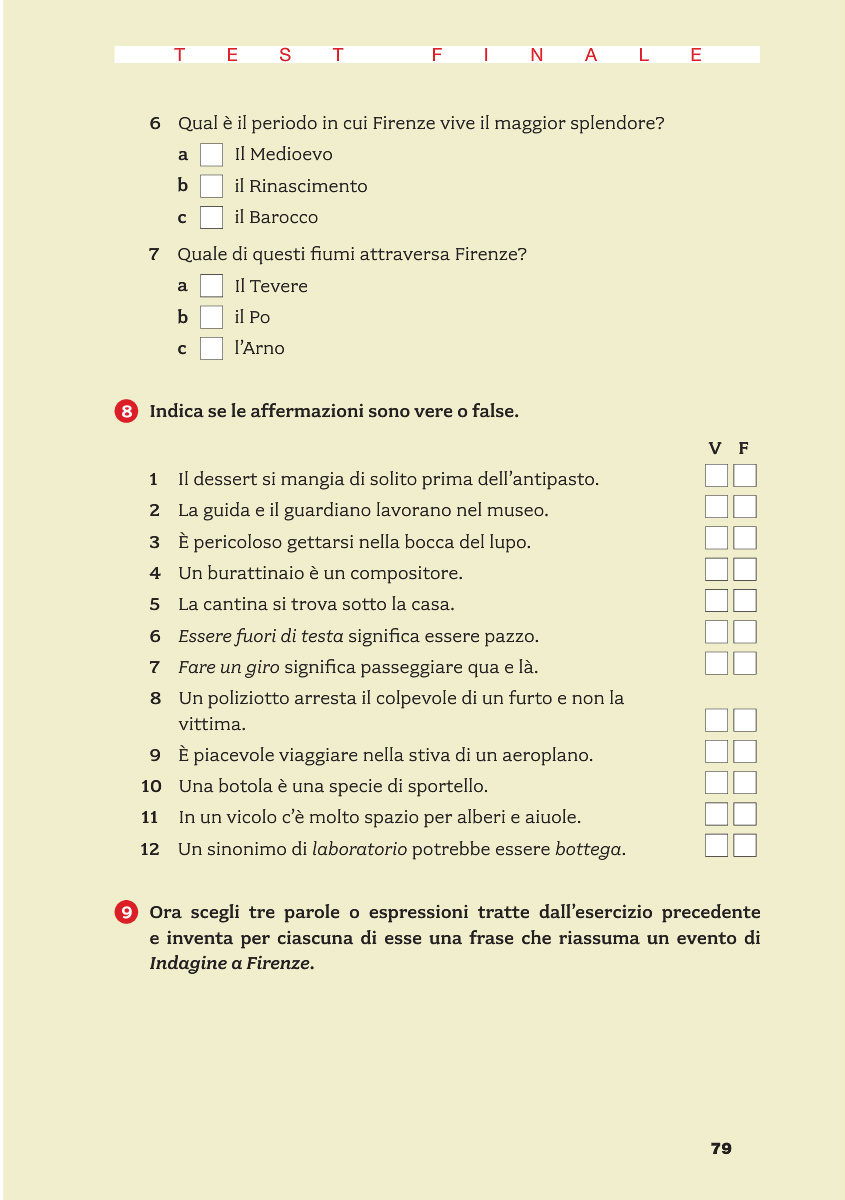 TEST FINALE
6 Qual è il periodo in cui Firenze vive il maggior splendore?
a Il Medioevo
b il Rinascimento
c il Barocco
7 Quale di questi fiumi attraversa Firenze?
a Il Tevere
b il Po
c l'Arno
8 Indica se le affermazioni sono vere o false.
V F
1 Il dessert si mangia di solito prima dell'antipasto.
2 La guida e il guardiano lavorano nel museo.
3 È pericoloso gettarsi nella bocca del lupo.
4 Un burattinaio è un compositore.
5 La cantina si trova sotto la casa.
6 Essere fuori di testa significa essere pazzo.
7 Fare un giro significa passeggiare qua e là.
8 Un poliziotto arresta il colpevole di un furto e non la
vittima.
9 È piacevole viaggiare nella stiva di un aeroplano.
10 Una botola è una specie di sportello.
11 In un vicolo c'è molto spazio per alberi e aiuole.
12 Un sinonimo di laboratorio potrebbe essere bottega.
9 Ora scegli tre parole o espressioni tratte dall'esercizio precedente
e inventa per ciascuna di esse una frase che riassuma un evento di
Indagine a Firenze.
79